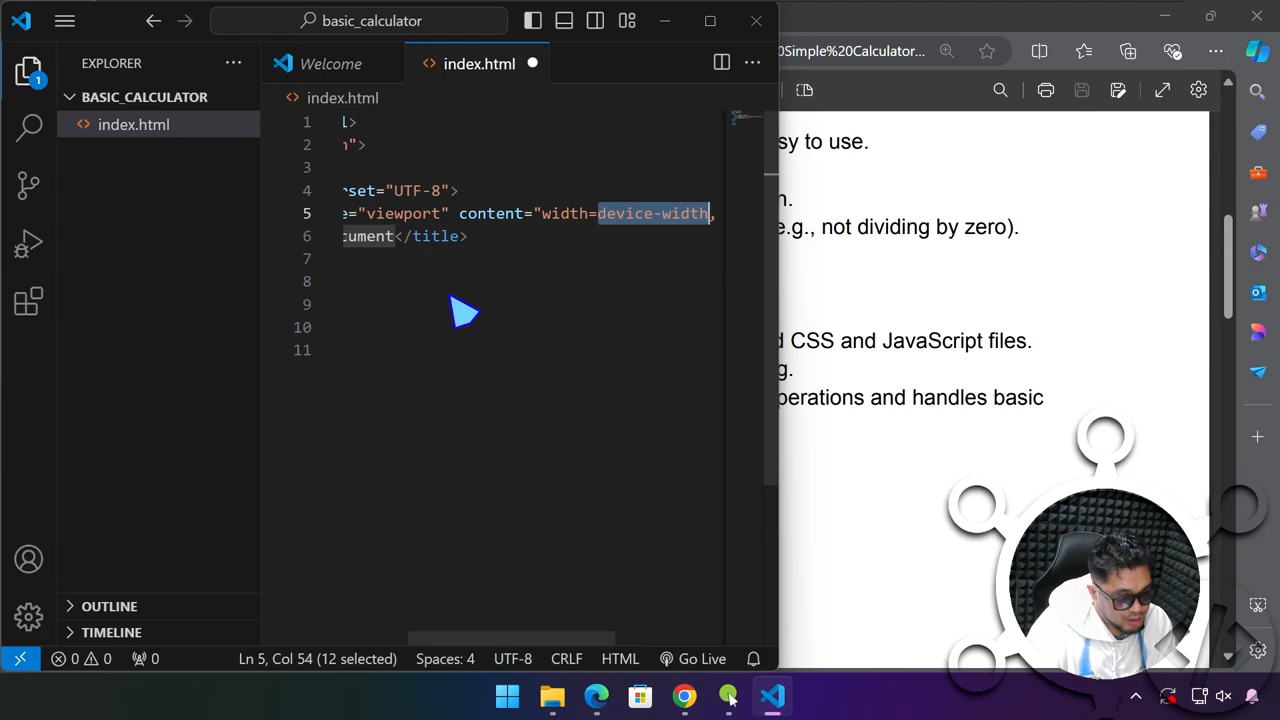 basic_calculator
EXPLORER
Welcome
index.html
BASIC_CALCULATOR
index.html
index.html
1
2
3
4
5
6
7
8
9
10
11
l>
n">
rset="UTF-8">
e="viewport" content="width=device-width,
cument</title>
OUTLINE
TIMELINE
0 0
0
Ln 5, Col 54 (12 selected)
Spaces: 4
UTF-8
CRLF
HTML
Go Live
1
0Simple%20Calculator...
sy to use.
n.
e.g., not dividing by zero).
d CSS and JavaScript files.
g.
perations and handles basic